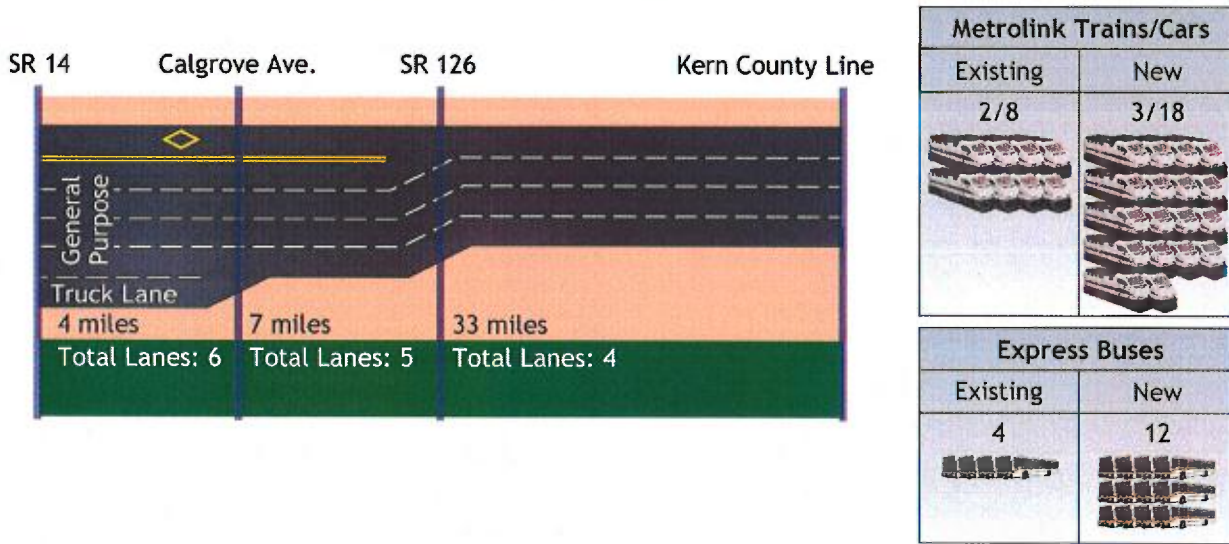 SR 14 Calgrove Ave. SR 126 Kern County Line
General
Purpose
Truck Lane
4 miles 7 miles 33 miles
Total Lanes: 6 Total Lanes: 5 Total Lanes: 4
Metrolink Trains/Cars
Existing New
2/8 3/18
Express Buses
Existing New
4 12